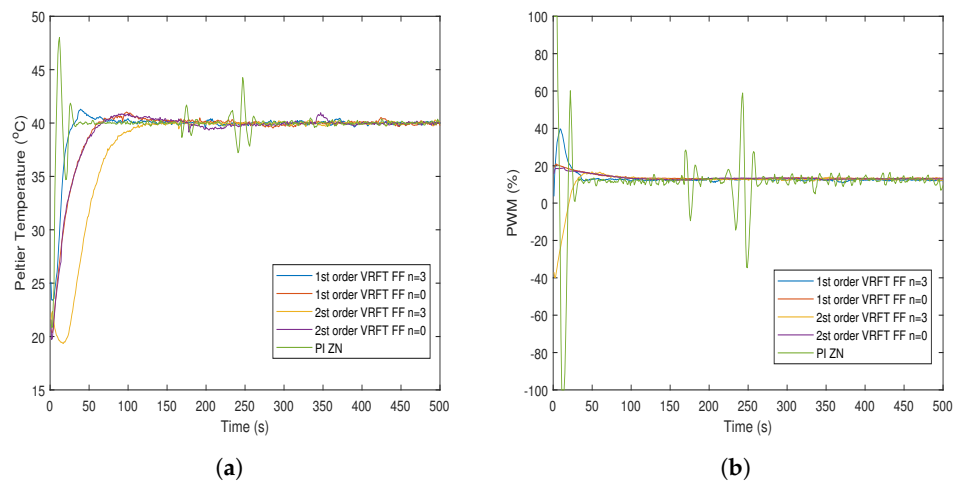 50
45
40
35
30
25
20
15
0 50 100 150 200 250 300 350 400 450 500
Peltier Temperature (°C)
Time (s)
1st order VRFT FF n=3
1st order VRFT FF n=0
2st order VRFT FF n=3
2st order VRFT FF n=0
PI ZN
(a)
100
80
60
40
20
0
-20
-40
-60
-80
-100
0 50 100 150 200 250 300 350 400 450 500
PWM (%)
Time (s)
1st order VRFT FF n=3
1st order VRFT FF n=0
2st order VRFT FF n=3
2st order VRFT FF n=0
PI ZN
(b)